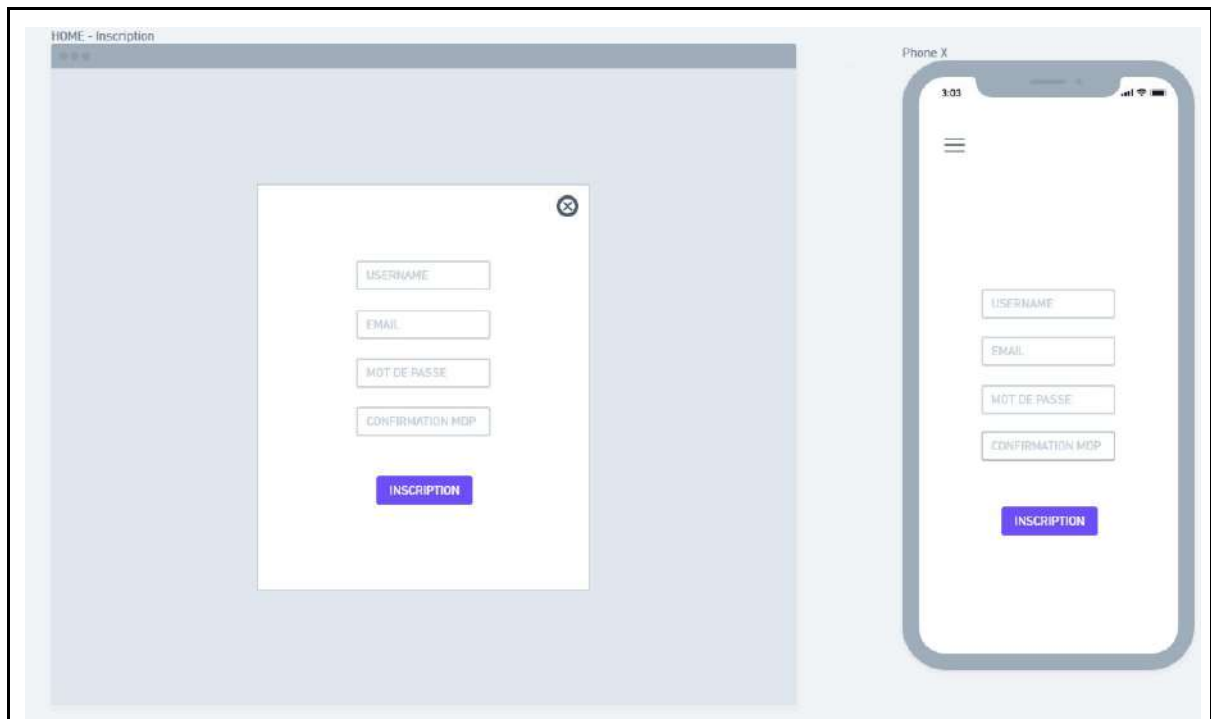 HOME - Inscription
USERNAME
EMAIL
MOT DE PASSE
CONFIRMATION MDP
INSCRIPTION
Phone X
3:03
USERNAME
EMAIL
MOT DE PASSE
CONFIRMATION MDP
INSCRIPTION